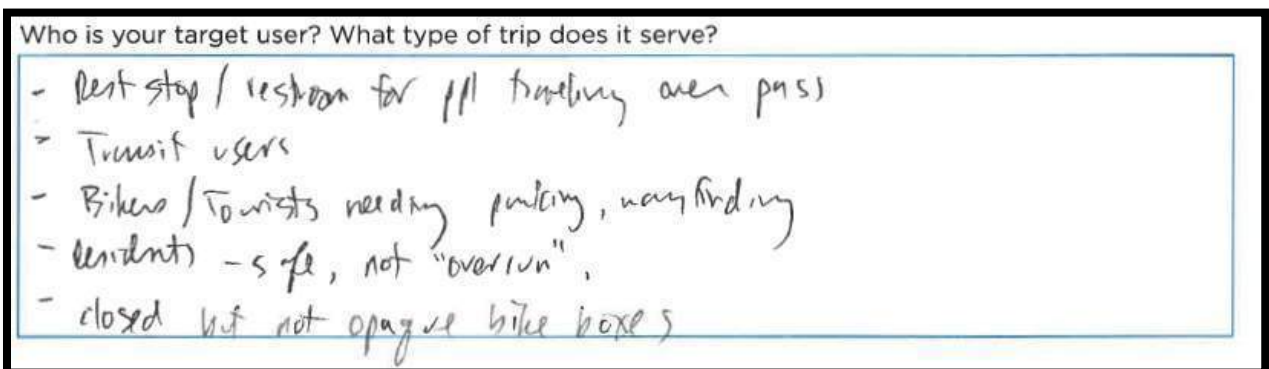 Who is your target user? What type of trip does it serve?
- Rest stop / restroom for ppl traveling over pass
- Transit users
- Bikers / Tourists needing parking, wayfinding
- Residents - safe, not "overrun",
- closed but not opaque bike boxes